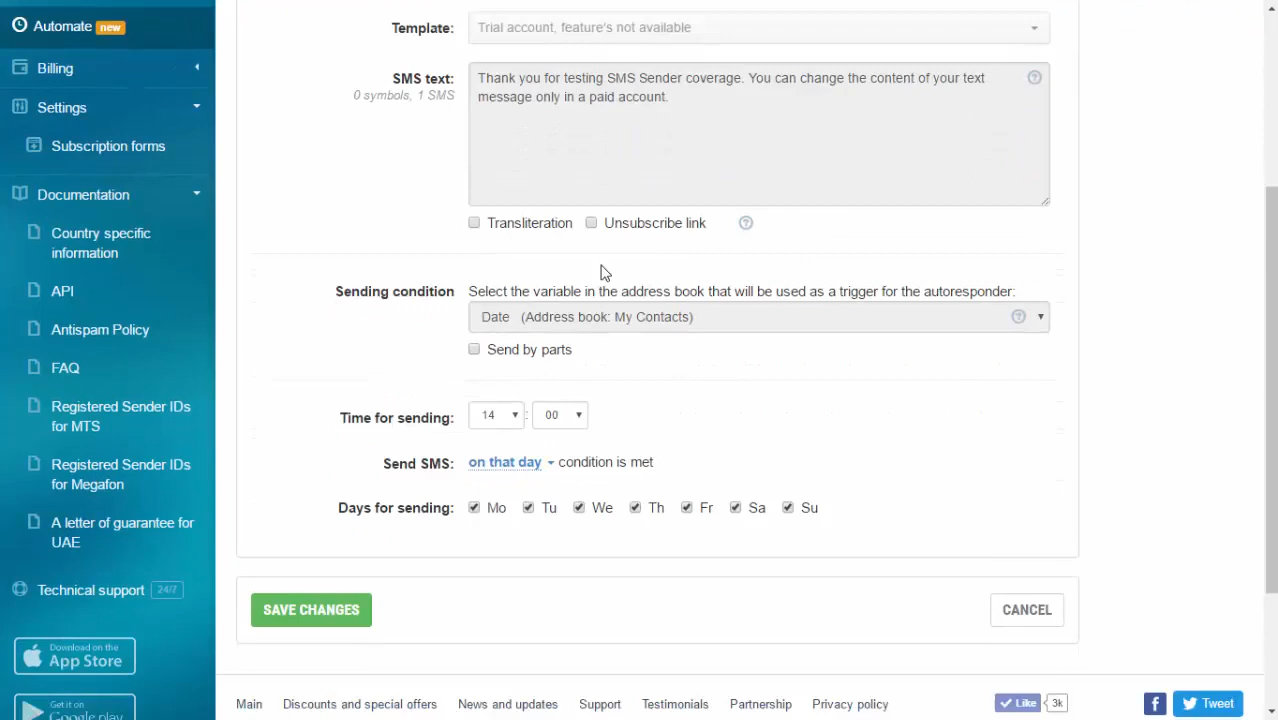 Automate new
Billing
Settings
Subscription forms
Documentation
Country specific
information
API
Antispam Policy
FAQ
Registered Sender IDs
for MTS
Registered Sender IDs
for Megafon
A letter of guarantee for
UAE
Technical support 24/7
Download on the
App Store
Get it on
Google play
Template: Trial account, feature's not available
SMS text:
0 symbols, 1 SMS
Thank you for testing SMS Sender coverage. You can change the content of your text
message only in a paid account.
Transliteration Unsubscribe link
Sending condition Select the variable in the address book that will be used as a trigger for the autoresponder:
Date (Address book: My Contacts)
Send by parts
Time for sending: 14 : 00
Send SMS: on that day condition is met
Days for sending: Mo Tu We Th Fr Sa Su
SAVE CHANGES CANCEL
Main Discounts and special offers News and updates Support Testimonials Partnership Privacy policy Like 3k Tweet